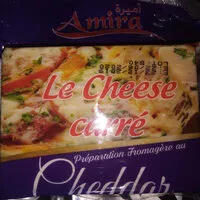 أميرة
Amira
Le Cheese
carré
Préparation Fromagère au
Cheddar